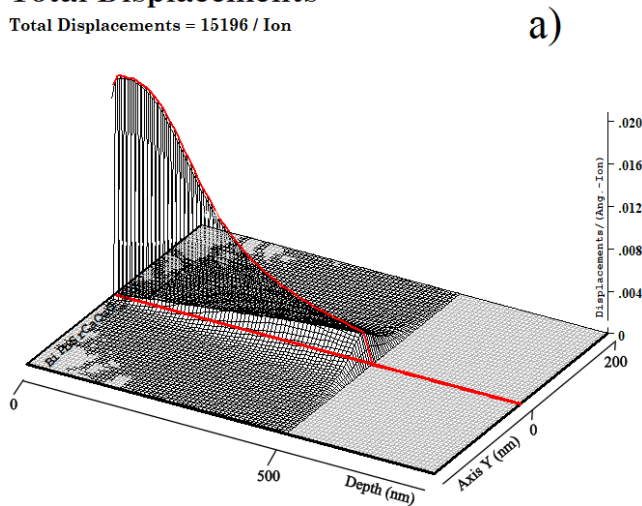 Total Displacements
Total Displacements = 15196 / Ion
a)
.020
.016
.012
.008
.004
0
Displacements/(Ang.-Ion)
200
0
Axis Y (nm)
0
500
Depth (nm)